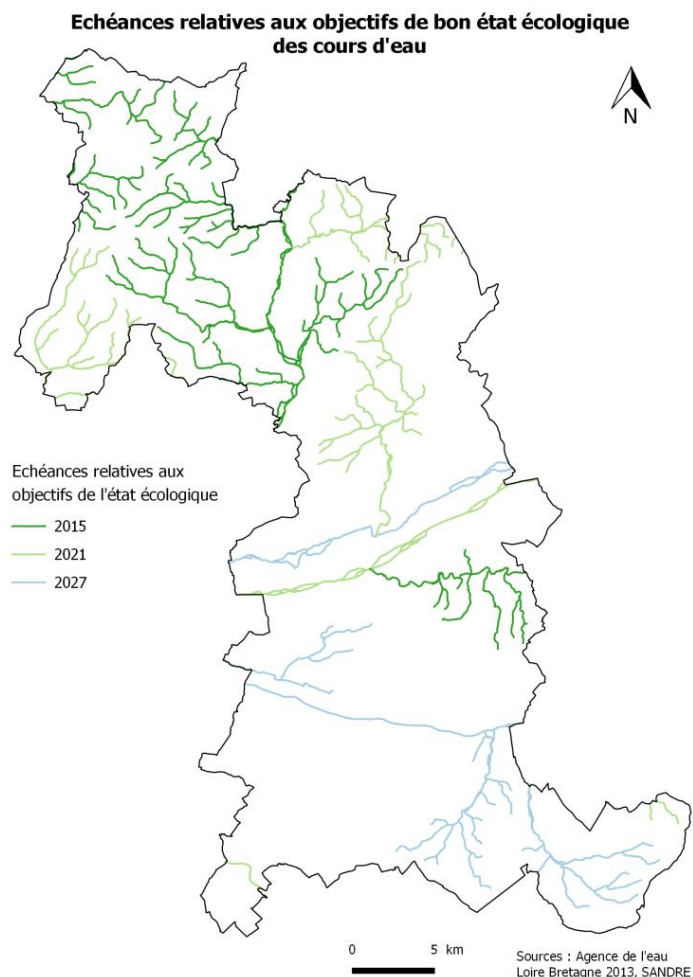 Echéances relatives aux objectifs de bon état écologique
des cours d'eau
N
Echéances relatives aux
objectifs de l'état écologique
2015
2021
2027
0 5 km
Sources : Agence de l'eau
Loire Bretagne 2013, SANDRE